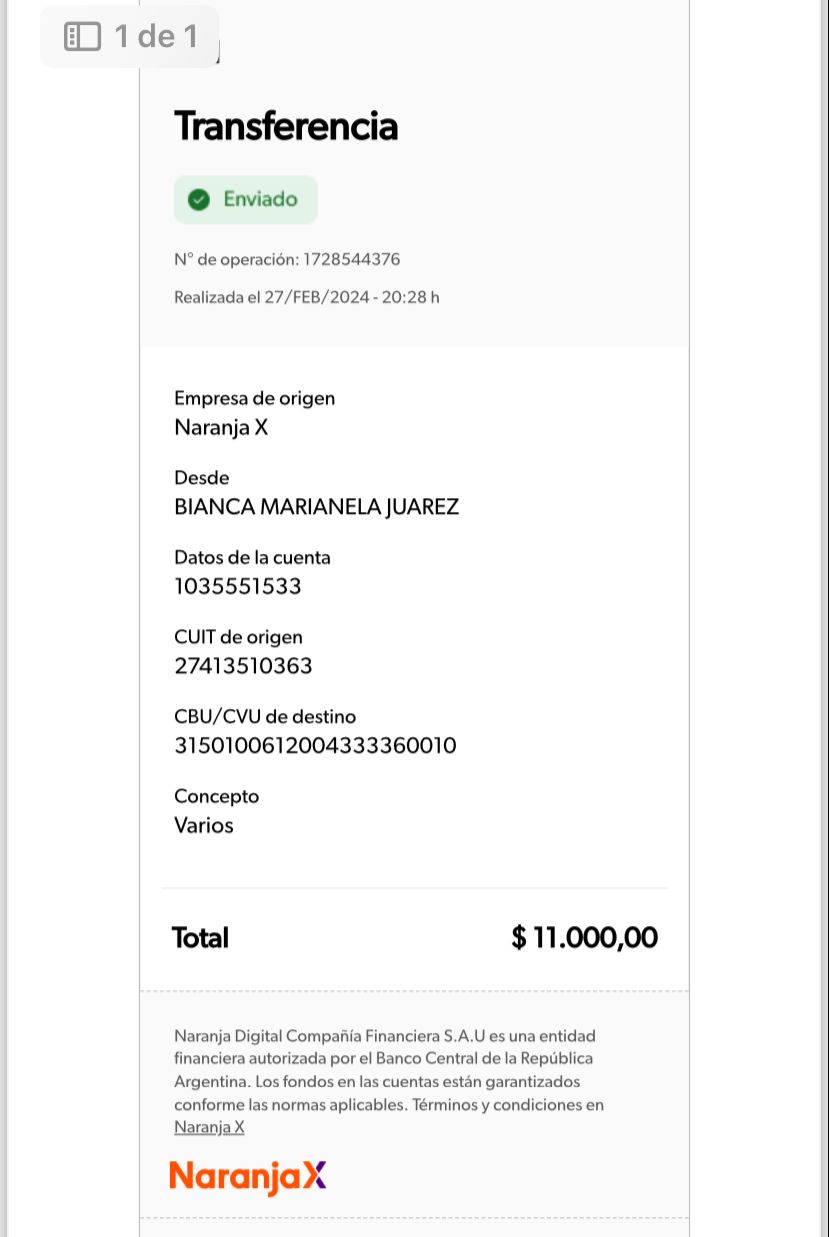 1 de 1
Transferencia
Enviado
N° de operación: 1728544376
Realizada el 27/FEB/2024 - 20:28 h
Empresa de origen
Naranja X
Desde
BIANCA MARIANELA JUAREZ
Datos de la cuenta
1035551533
CUIT de origen
27413510363
CBU/CVU de destino
3150100612004333360010
Concepto
Varios
Total $ 11.000,00
Naranja Digital Compañía Financiera S.A.U es una entidad
financiera autorizada por el Banco Central de la República
Argentina. Los fondos en las cuentas están garantizados
conforme las normas aplicables. Términos y condiciones en
Naranja X
NaranjaX